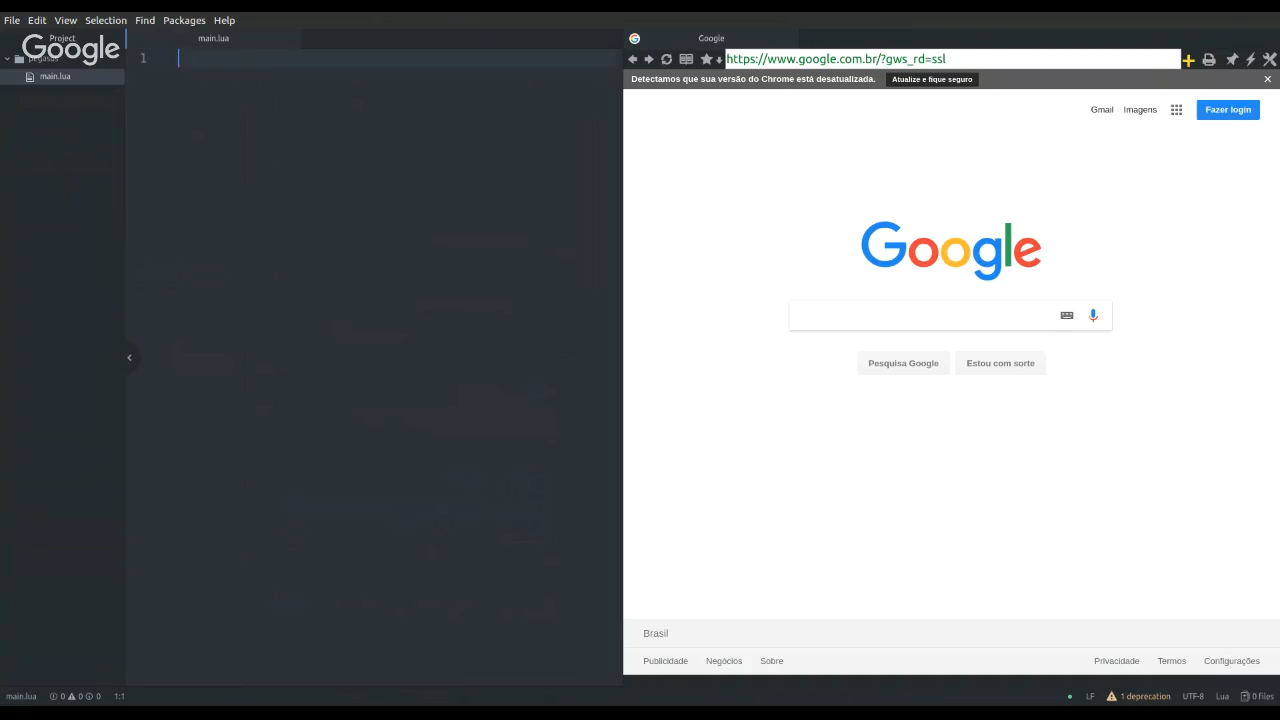 File Edit View Selection Find Packages Help
Project
Google
main.lua
main.lua
1
Google
https://www.google.com.br/?gws_rd=ssl
Detectamos que sua versão do Chrome está desatualizada. Atualize e fique seguro
Gmail Imagens Fazer login
Google
Pesquisa Google Estou com sorte
Brasil
Publicidade Negócios Sobre Privacidade Termos Configurações
main.lua 0 0 0 1:1 LF 1 deprecation UTF-8 Lua 0 files